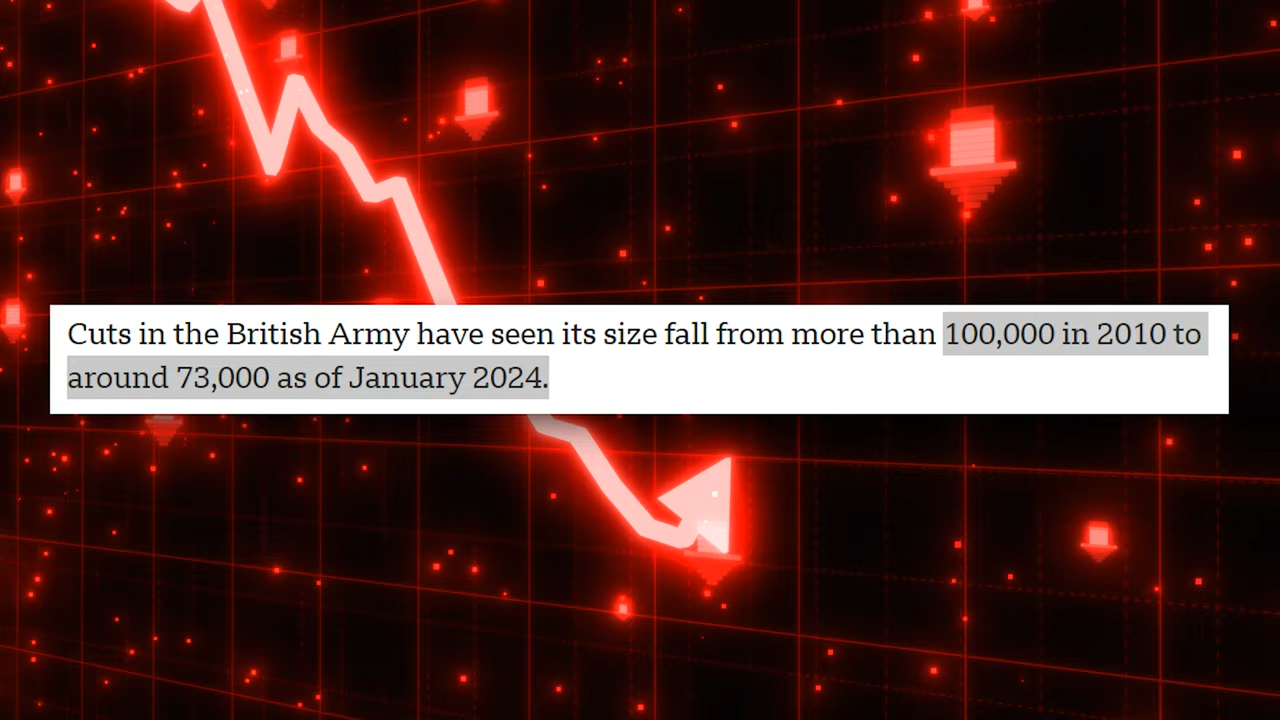 Cuts in the British Army have seen its size fall from more than 100,000 in 2010 to
around 73,000 as of January 2024.